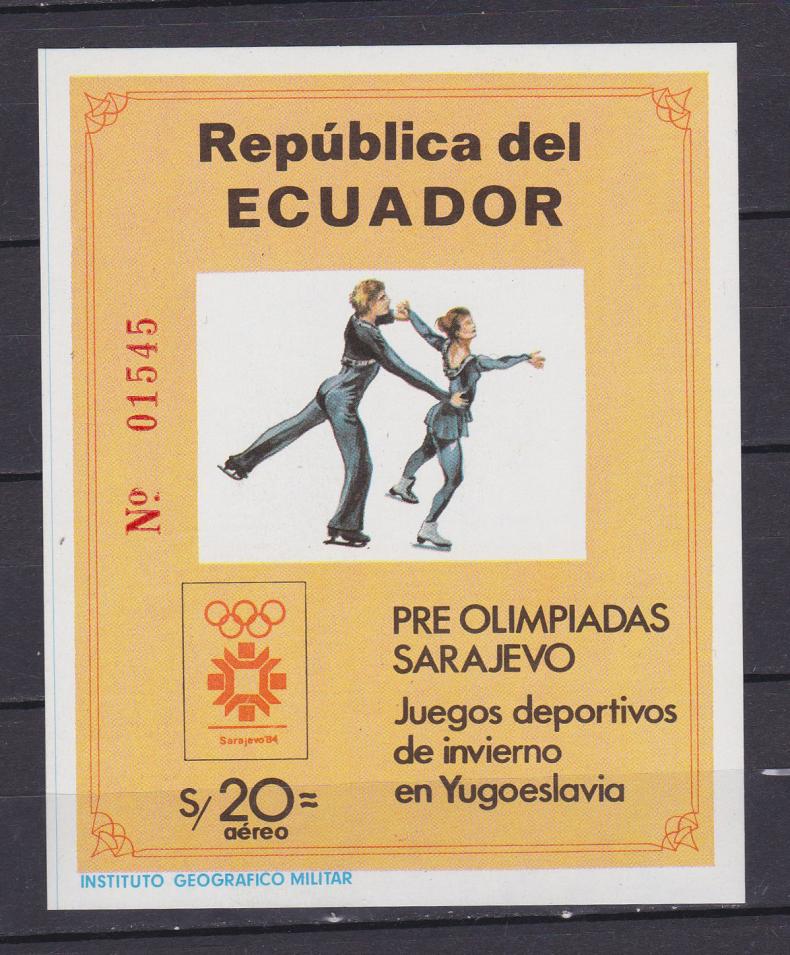 República del
ECUADOR
Nº. 01545
PRE OLIMPIADAS
SARAJEVO
Juegos deportivos
de invierno
en Yugoeslavia
Sarajevo'84
S/20=
aéreo
INSTITUTO GEOGRAFICO MILITAR